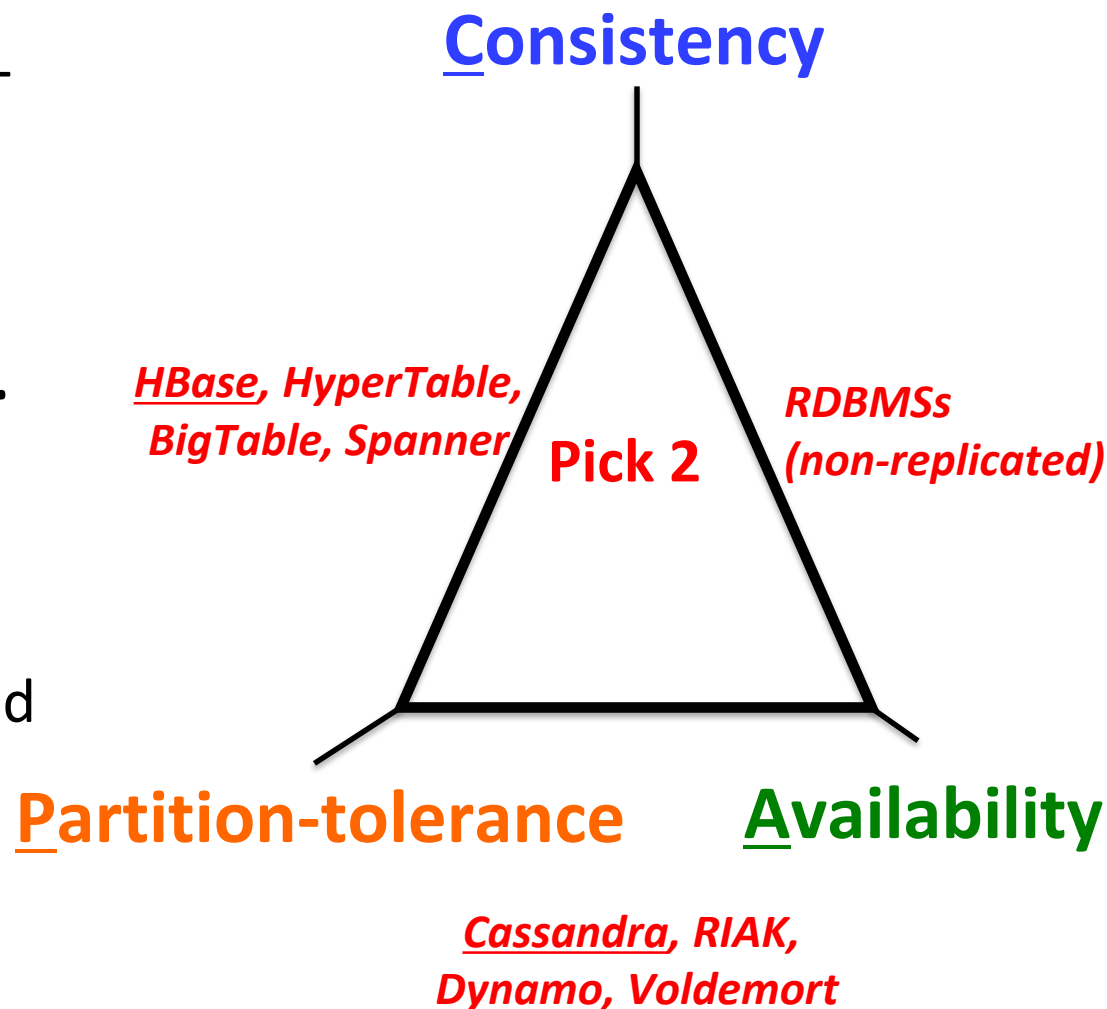 Consistency
HBase, HyperTable,
BigTable, Spanner
RDBMSs
(non-replicated)
Pick 2
d
Partition-tolerance
Availability
Cassandra, RIAK,
Dynamo, Voldemort